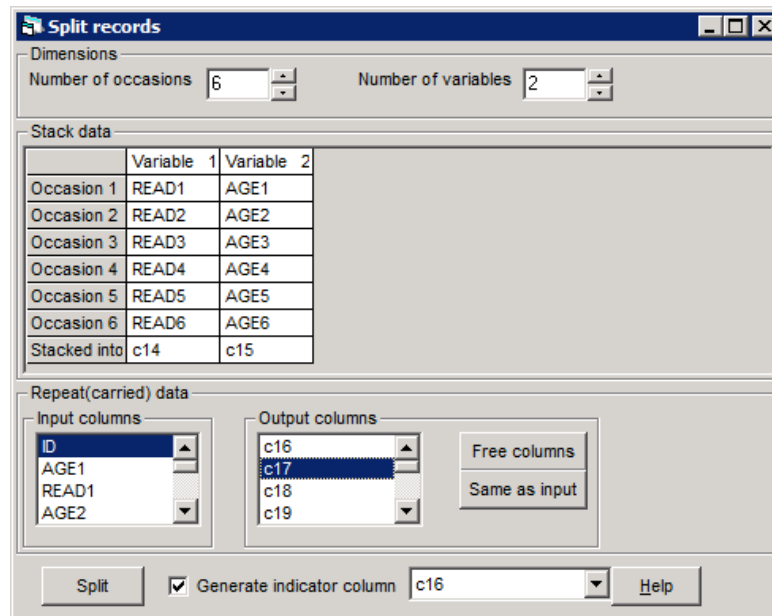 Split records
Dimensions
Number of occasions 6 Number of variables 2
Stack data
Variable 1 Variable 2
Occasion 1 READ1 AGE1
Occasion 2 READ2 AGE2
Occasion 3 READ3 AGE3
Occasion 4 READ4 AGE4
Occasion 5 READ5 AGE5
Occasion 6 READ6 AGE6
Stacked into c14 c15
Repeat(carried) data
Input columns Output columns
ID c16
AGE1 c17 Free columns
READ1 c18 Same as input
AGE2 c19
Split Generate indicator column c16 Help